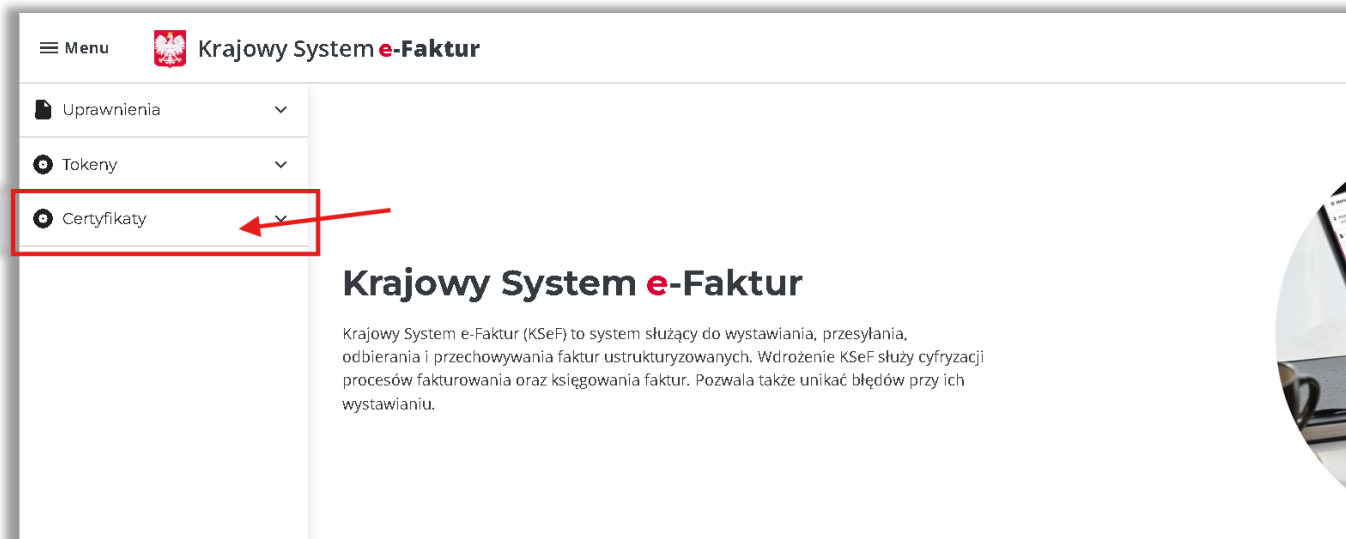 Menu
Krajowy System e-Faktur
Uprawnienia
Tokeny
Certyfikaty
Krajowy System e-Faktur
Krajowy System e-Faktur (KSeF) to system służący do wystawiania, przesyłania,
odbierania i przechowywania faktur ustrukturyzowanych. Wdrożenie KSeF służy cyfryzacji
procesów fakturowania oraz księgowania faktur. Pozwala także unikać błędów przy ich
wystawianiu.